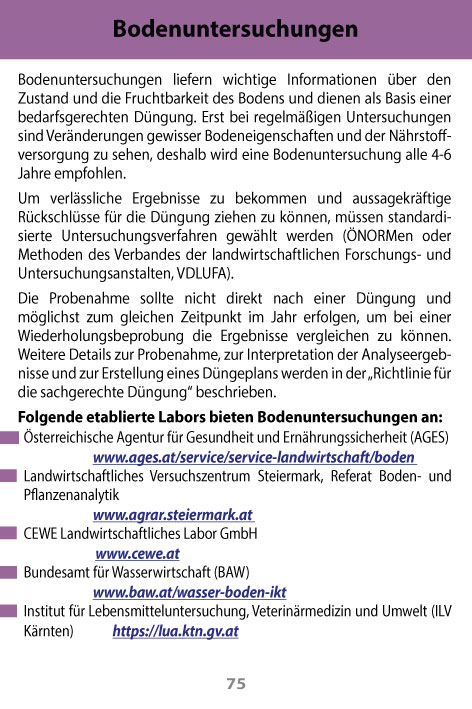 Bodenuntersuchungen
Bodenuntersuchungen liefern wichtige Informationen über den
Zustand und die Fruchtbarkeit des Bodens und dienen als Basis einer
bedarfsgerechten Düngung. Erst bei regelmäßigen Untersuchungen
sind Veränderungen gewisser Bodeneigenschaften und der Nährstoff-
versorgung zu sehen, deshalb wird eine Bodenuntersuchung alle 4-6
Jahre empfohlen.
Um verlässliche Ergebnisse zu bekommen und aussagekräftige
Rückschlüsse für die Düngung ziehen zu können, müssen standardi-
sierte Untersuchungsverfahren gewählt werden (ÖNORMen oder
Methoden des Verbandes der landwirtschaftlichen Forschungs- und
Untersuchungsanstalten, VDLUFA).
Die Probenahme sollte nicht direkt nach einer Düngung und
möglichst zum gleichen Zeitpunkt im Jahr erfolgen, um bei einer
Wiederholungsbeprobung die Ergebnisse vergleichen zu können.
Weitere Details zur Probenahme, zur Interpretation der Analyseergeb-
nisse und zur Erstellung eines Düngeplans werden in der „Richtlinie für
die sachgerechte Düngung“ beschrieben.
Folgende etablierte Labors bieten Bodenuntersuchungen an:
Österreichische Agentur für Gesundheit und Ernährungssicherheit (AGES)
www.ages.at/service/service-landwirtschaft/boden
Landwirtschaftliches Versuchszentrum Steiermark, Referat Boden- und
Pflanzenanalytik
www.agrar.steiermark.at
CEWE Landwirtschaftliches Labor GmbH
www.cewe.at
Bundesamt für Wasserwirtschaft (BAW)
www.baw.at/wasser-boden-ikt
Institut für Lebensmitteluntersuchung, Veterinärmedizin und Umwelt (ILV
Kärnten) https://lua.ktn.gv.at
75